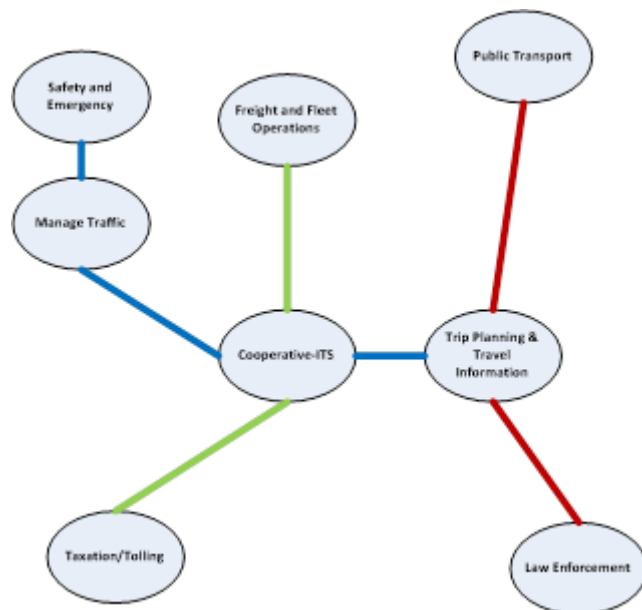 Public Transport
Safety and
Emergency
Freight and Fleet
Operations
Manage Traffic
Cooperative-ITS
Trip Planning &
Travel
Information
Taxation/Tolling
Law Enforcement